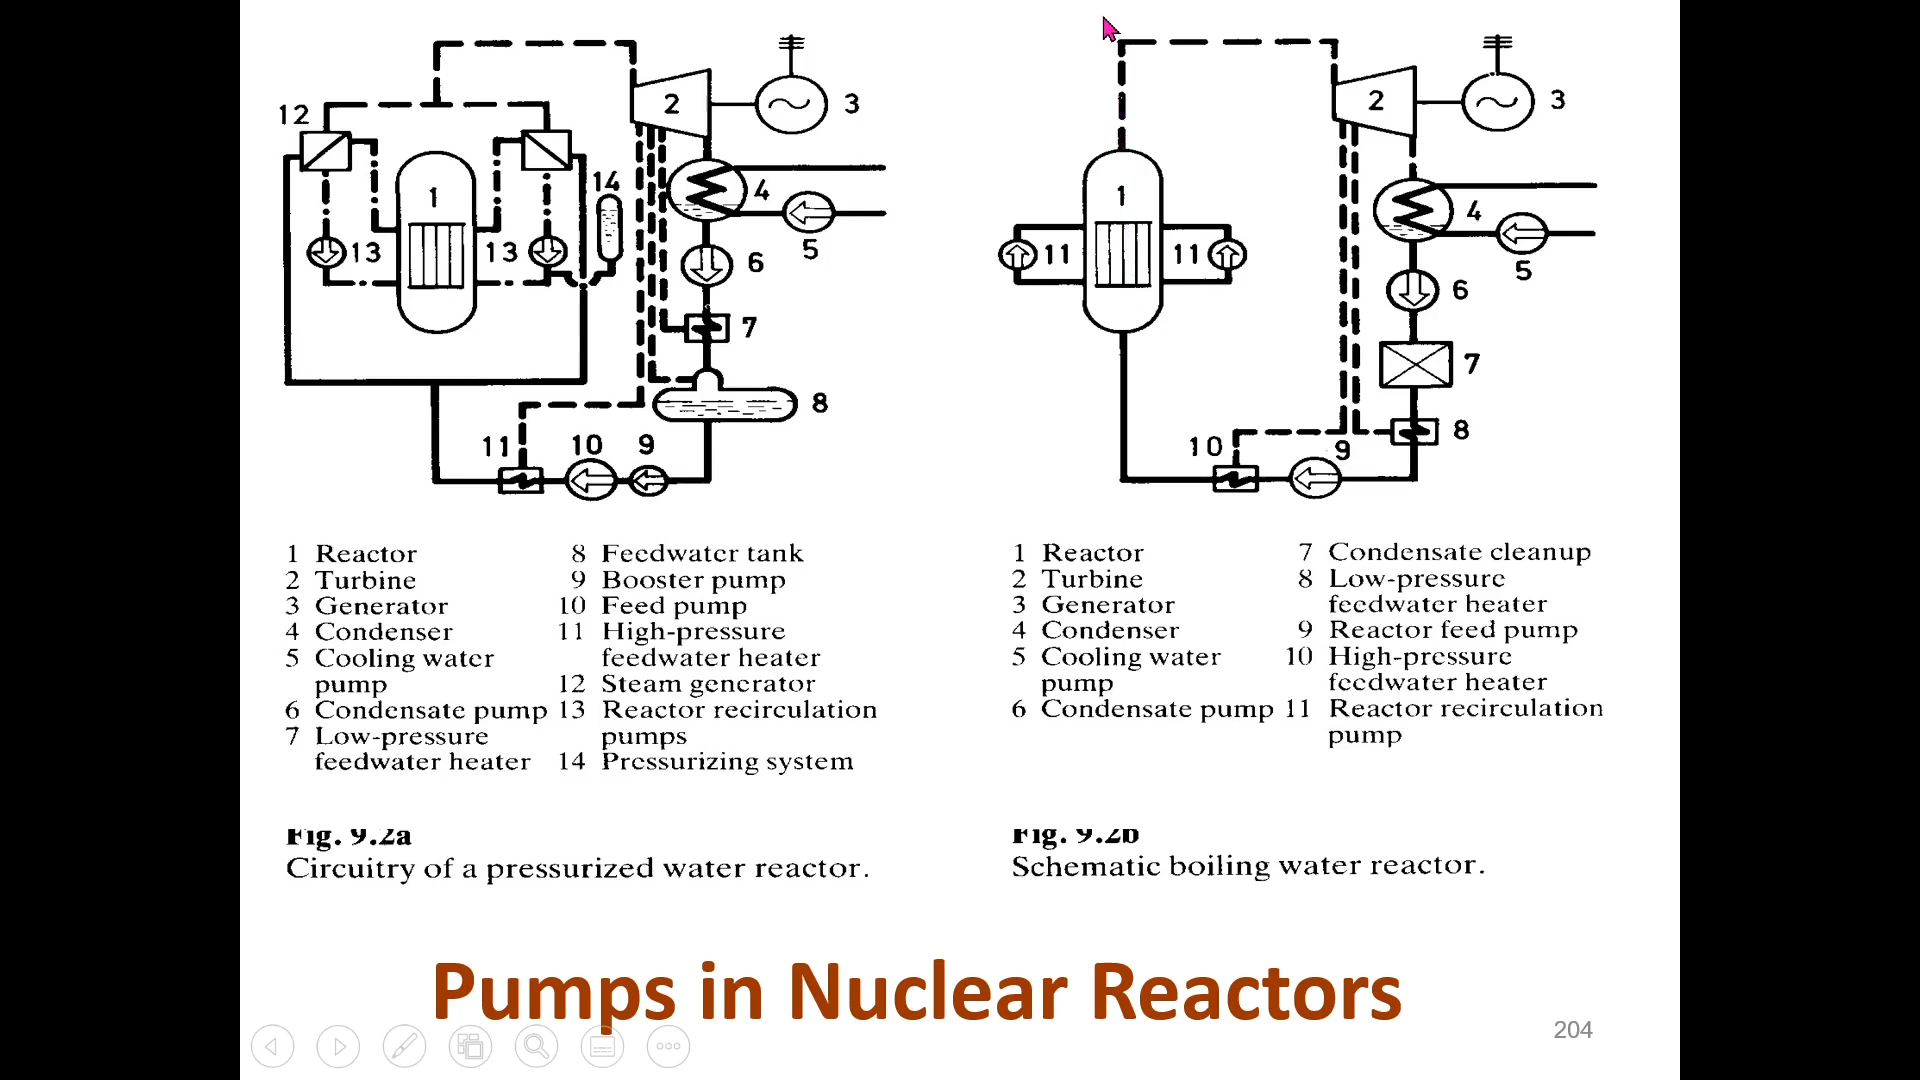 12
2
3
1
14
4
13
13
5
6
7
8
11
10
9
2
3
1
4
11
11
5
6
7
8
10
9
1 Reactor
2 Turbine
3 Generator
4 Condenser
5 Cooling water
pump
6 Condensate pump
7 Low-pressure
feedwater heater
8 Feedwater tank
9 Booster pump
10 Feed pump
11 High-pressure
feedwater heater
12 Steam generator
13 Reactor recirculation
pumps
14 Pressurizing system
Fig. 9.2a
Circuitry of a pressurized water reactor.
1 Reactor
2 Turbine
3 Generator
4 Condenser
5 Cooling water
pump
6 Condensate pump
7 Condensate cleanup
8 Low-pressure
feedwater heater
9 Reactor feed pump
10 High-pressure
feedwater heater
11 Reactor recirculation
pump
Fig. 9.2b
Schematic boiling water reactor.
Pumps in Nuclear Reactors
204